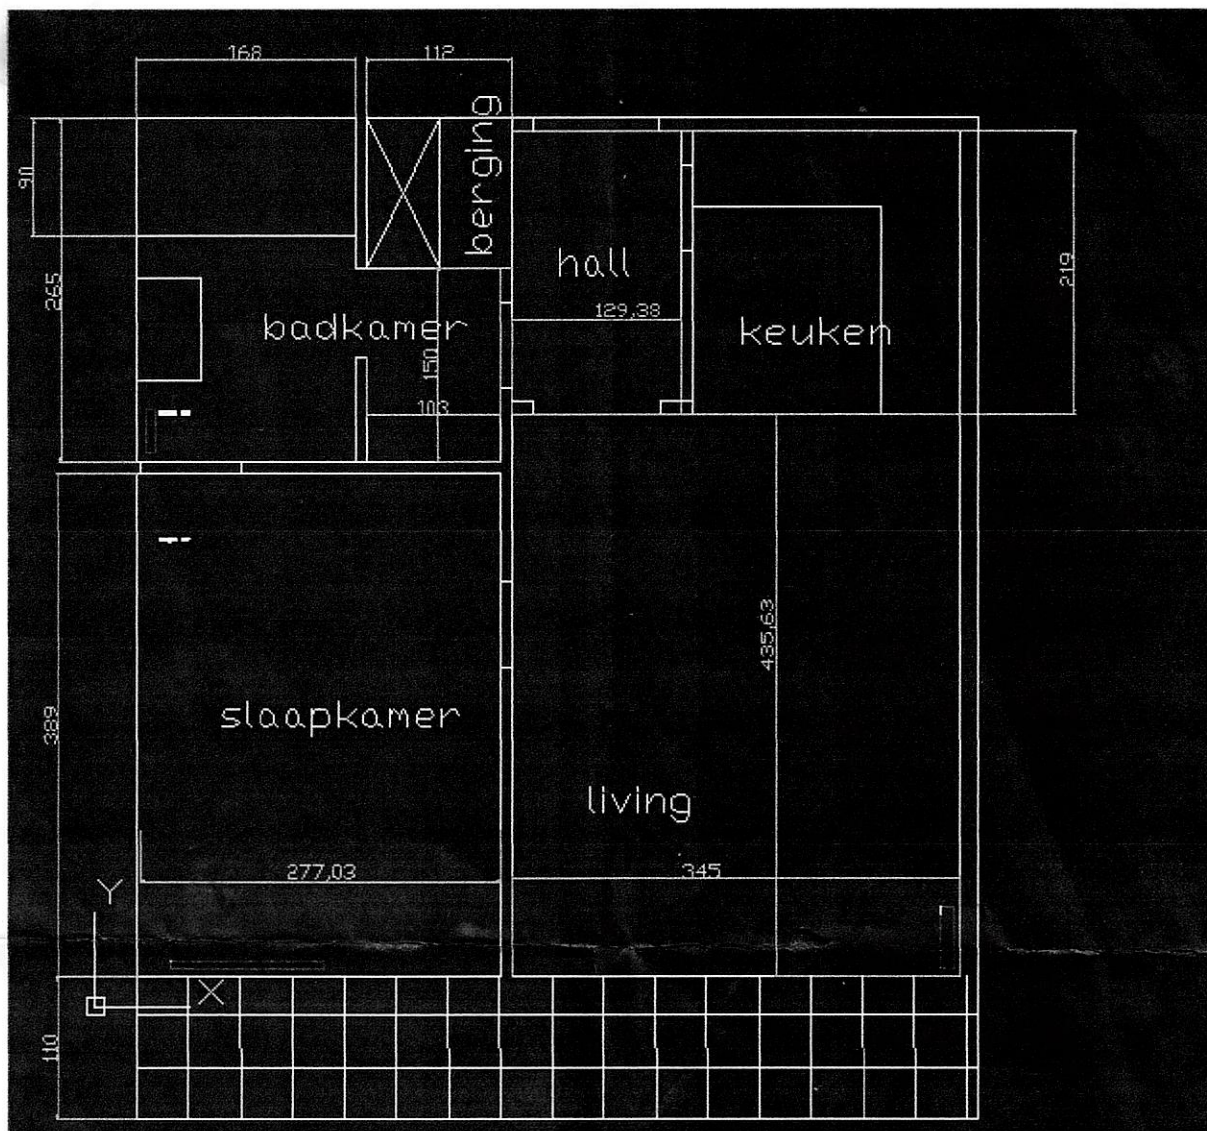 168
112
berging
90
265
hall
219
129,38
badkamer
keuken
150
103
435,63
389
slaapkamer
living
277,03
345
Y
X
110